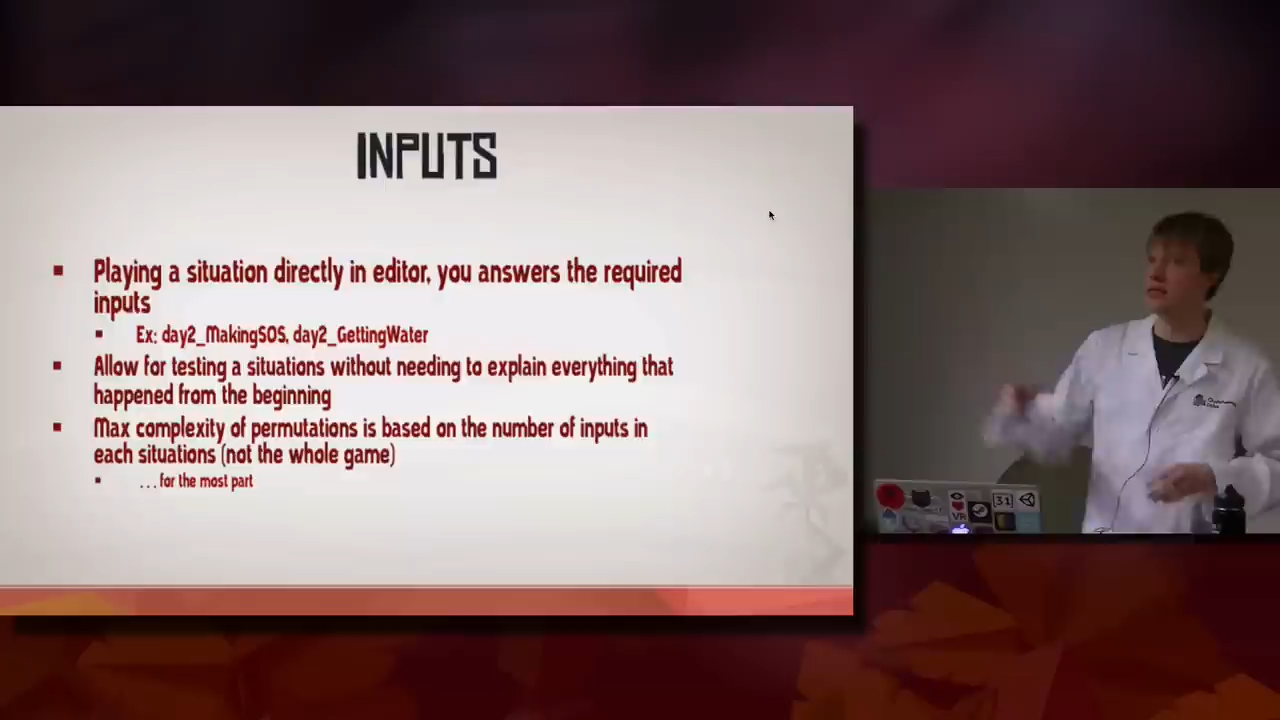 INPUTS
Playing a situation directly in editor, you answers the required
inputs
Ex: day2_MakingSOS, day2_GettingWater
Allow for testing a situations without needing to explain everything that
happened from the beginning
Max complexity of permutations is based on the number of inputs in
each situations (not the whole game)
...for the most part
VR
31